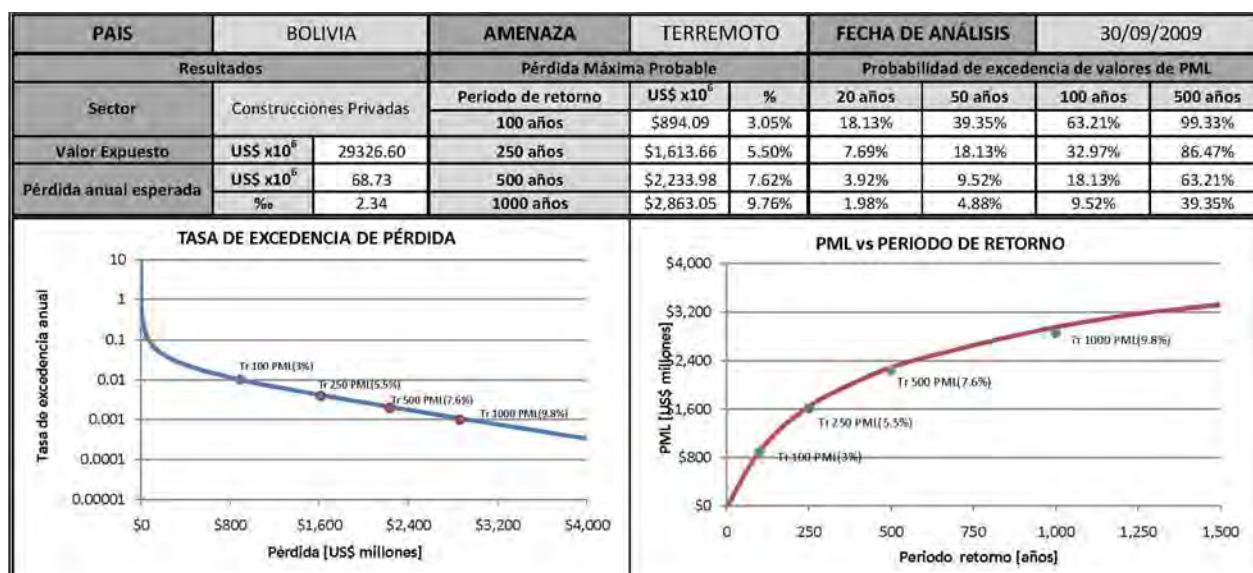 PAIS BOLIVIA AMENAZA TERREMOTO FECHA DE ANÁLISIS 30/09/2009
Resultados Pérdida Máxima Probable Probabilidad de excedencia de valores de PML
Sector Construcciones Privadas Periodo de retorno US$ x10⁶ % 20 años 50 años 100 años 500 años
100 años $894.09 3.05% 18.13% 39.35% 63.21% 99.33%
Valor Expuesto US$ x10⁶ 29326.60 250 años $1,613.66 5.50% 7.69% 18.13% 32.97% 86.47%
Pérdida anual esperada US$ x10⁶ 68.73 500 años $2,233.98 7.62% 3.92% 9.52% 18.13% 63.21%
‰ 2.34 1000 años $2,863.05 9.76% 1.98% 4.88% 9.52% 39.35%
TASA DE EXCEDENCIA DE PÉRDIDA
Tasa de excedencia anual
10
1
0.1
0.01
0.001
0.0001
0.00001
Tr 100 PML(3%)
Tr 250 PML(5.5%)
Tr 500 PML(7.6%)
Tr 1000 PML(9.8%)
$0 $800 $1,600 $2,400 $3,200 $4,000
Pérdida [US$ millones]
PML vs PERIODO DE RETORNO
PML [US$ millones]
$4,000
$3,200
$2,400
$1,600
$800
$0
Tr 1000 PML(9.8%)
Tr 500 PML(7.6%)
Tr 250 PML(5.5%)
Tr 100 PML(3%)
0 250 500 750 1,000 1,250 1,500
Periodo retorno [años]